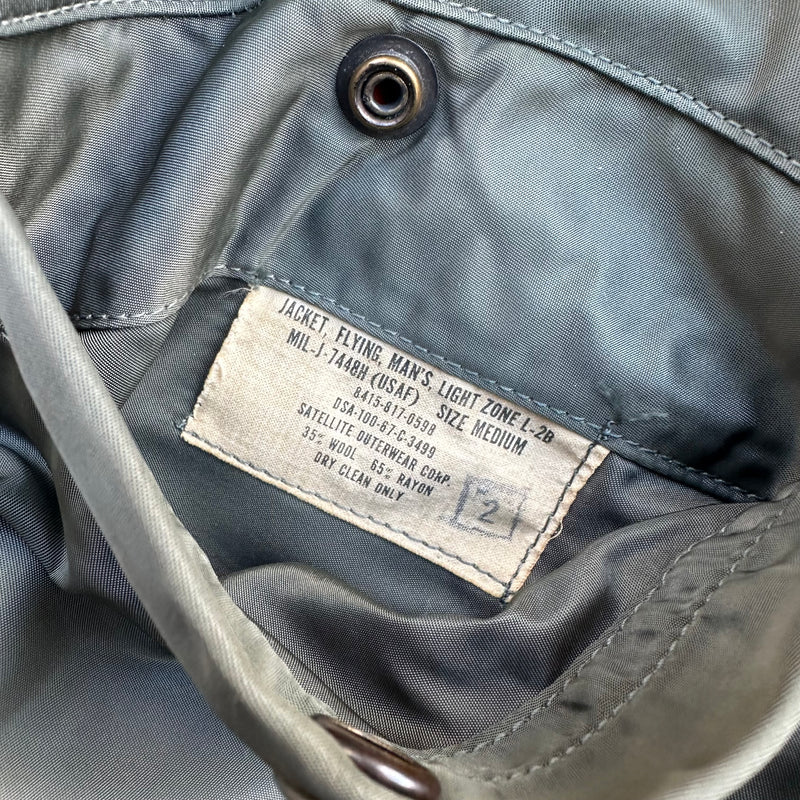 JACKET, FLYING, MAN'S, LIGHT ZONE L-2B
MIL-J-7448H (USAF) SIZE MEDIUM
8415-817-0598
DSA-100-67-C-3499
SATELLITE OUTERWEAR CORP.
35% WOOL 65% RAYON
DRY CLEAN ONLY
2